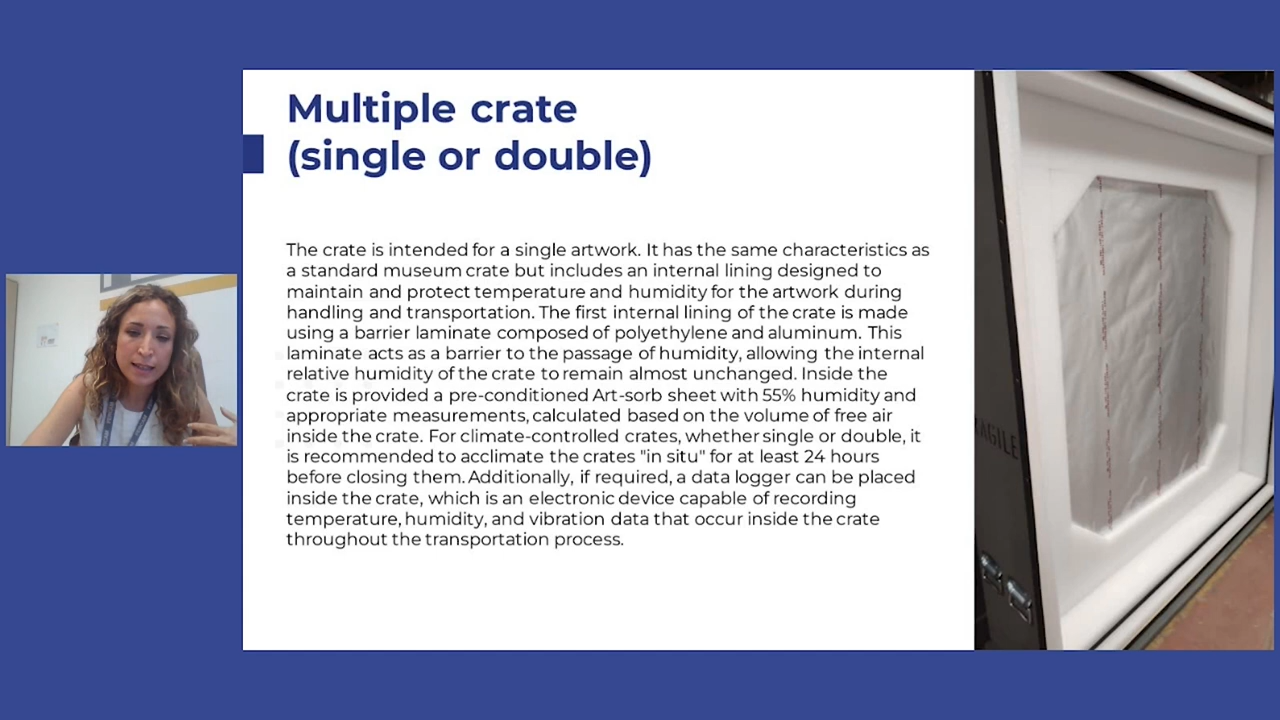 Multiple crate
(single or double)
The crate is intended for a single artwork. It has the same characteristics as
a standard museum crate but includes an internal lining designed to
maintain and protect temperature and humidity for the artwork during
handling and transportation. The first internal lining of the crate is made
using a barrier laminate composed of polyethylene and aluminum. This
laminate acts as a barrier to the passage of humidity, allowing the internal
relative humidity of the crate to remain almost unchanged. Inside the
crate is provided a pre-conditioned Art-sorb sheet with 55% humidity and
appropriate measurements, calculated based on the volume of free air
inside the crate. For climate-controlled crates, whether single or double, it
is recommended to acclimate the crates "in situ" for at least 24 hours
before closing them. Additionally, if required, a data logger can be placed
inside the crate, which is an electronic device capable of recording
temperature, humidity, and vibration data that occur inside the crate
throughout the transportation process.